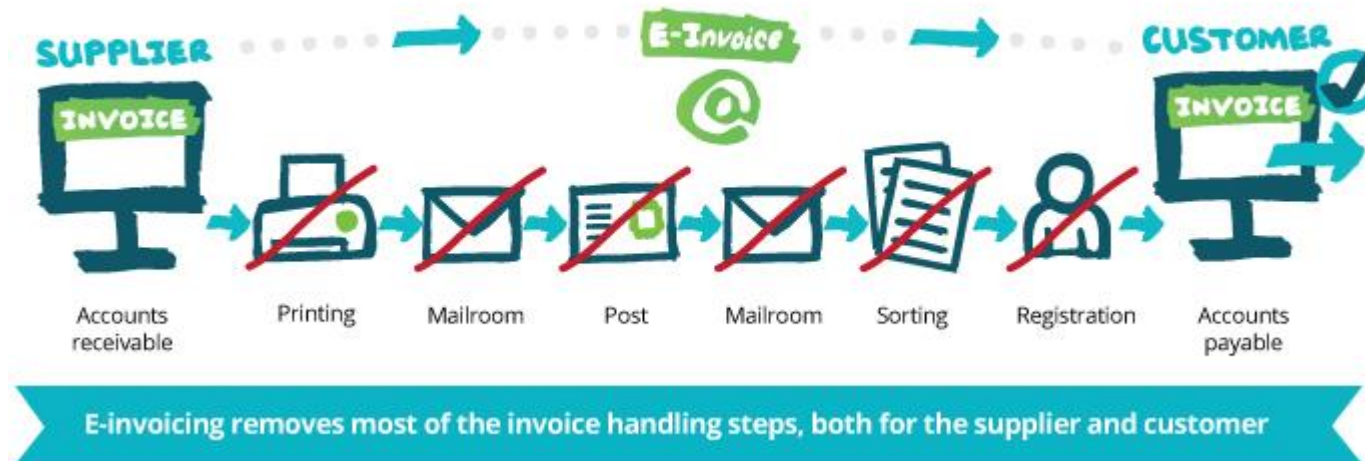 SUPPLIER
E-Invoice
CUSTOMER
@
INVOICE
INVOICE
Accounts
receivable
Printing
Mailroom
Post
Mailroom
Sorting
Registration
Accounts
payable
E-invoicing removes most of the invoice handling steps, both for the supplier and customer